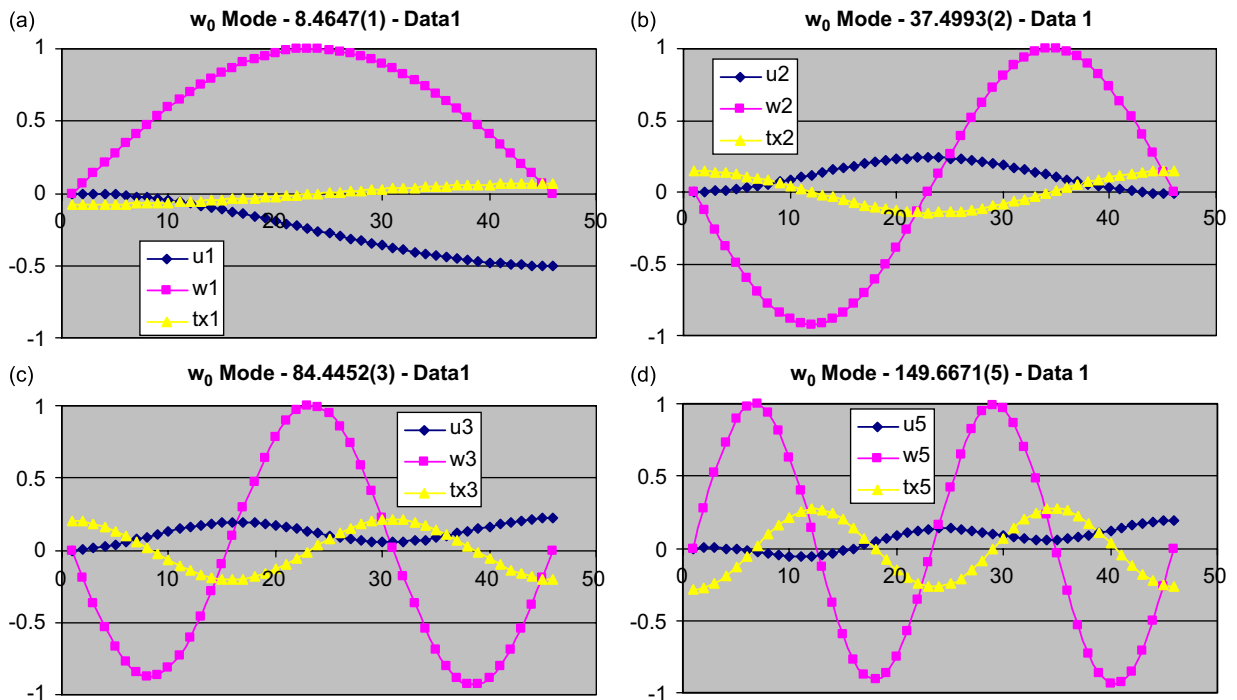 (a)
w0 Mode - 8.4647(1) - Data1
1
0.5
0
-0.5
-1
0
10
20
30
40
50
u1
w1
tx1
(b)
w0 Mode - 37.4993(2) - Data 1
1
0.5
0
-0.5
-1
0
10
20
30
40
50
u2
w2
tx2
(c)
w0 Mode - 84.4452(3) - Data1
1
0.5
0
-0.5
-1
0
10
20
30
40
50
u3
w3
tx3
(d)
w0 Mode - 149.6671(5) - Data 1
1
0.5
0
-0.5
-1
0
10
20
30
40
50
u5
w5
tx5